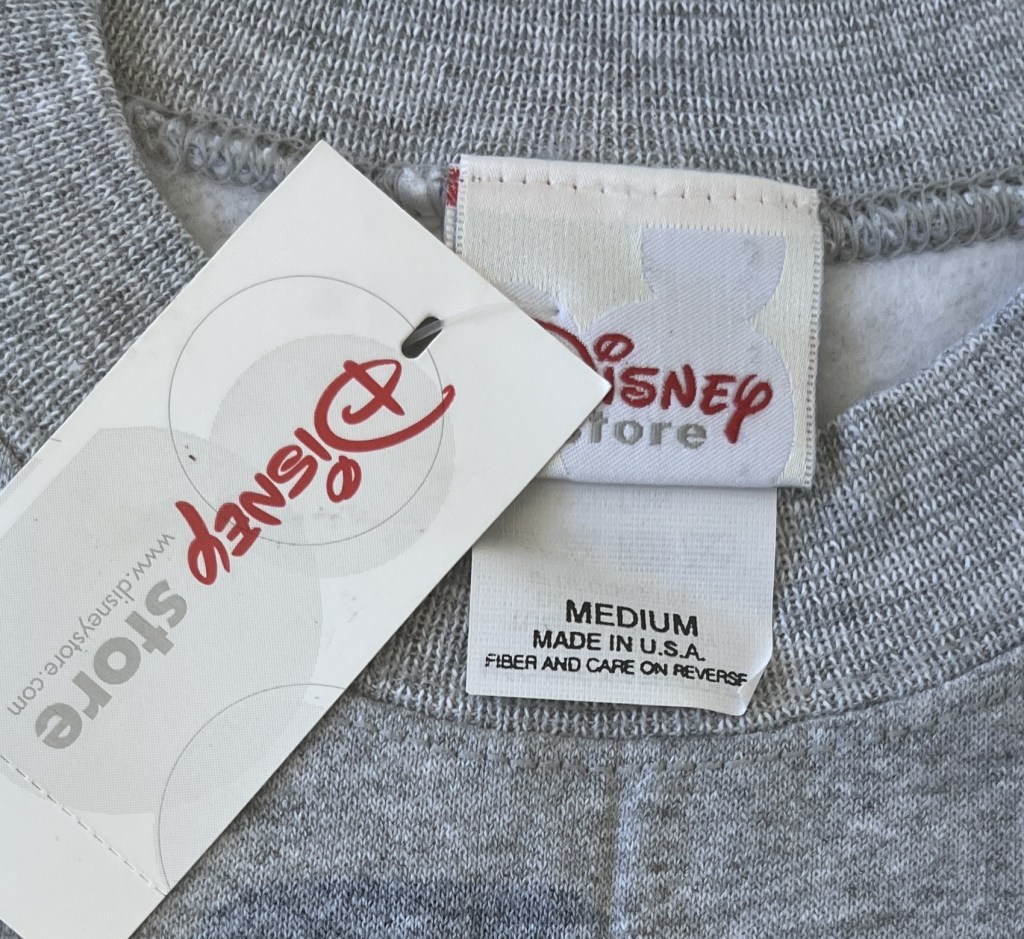 Disney
store
www.disneystore.com
Disney
store
MEDIUM
MADE IN U.S.A.
FIBER AND CARE ON REVERSE